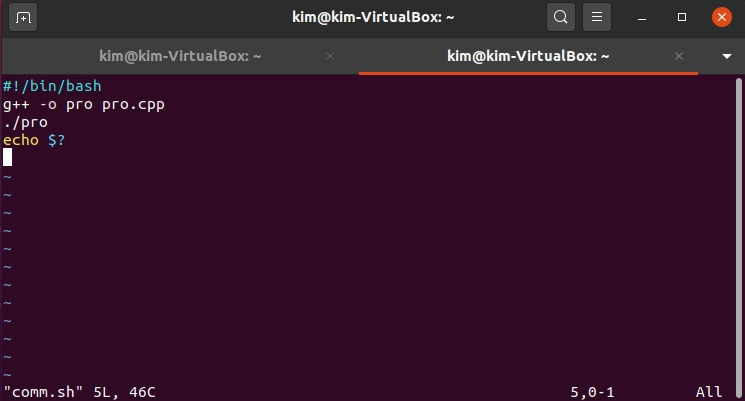 kim@kim-VirtualBox: ~
kim@kim-VirtualBox: ~ kim@kim-VirtualBox: ~
#!/bin/bash
g++ -o pro pro.cpp
./pro
echo $?
~
~
~
~
~
~
~
~
~
~
~
~
"comm.sh" 5L, 46C 5,0-1 All